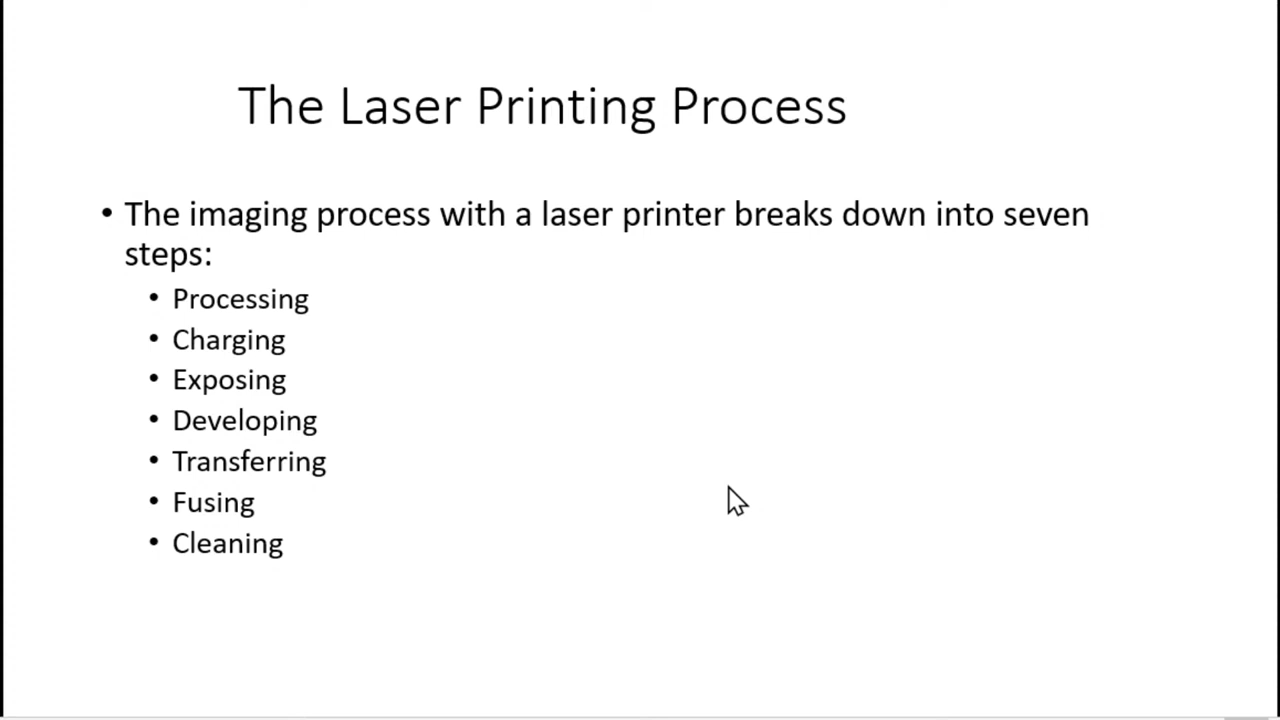 The Laser Printing Process
• The imaging process with a laser printer breaks down into seven
steps:
• Processing
• Charging
• Exposing
• Developing
• Transferring
• Fusing
• Cleaning